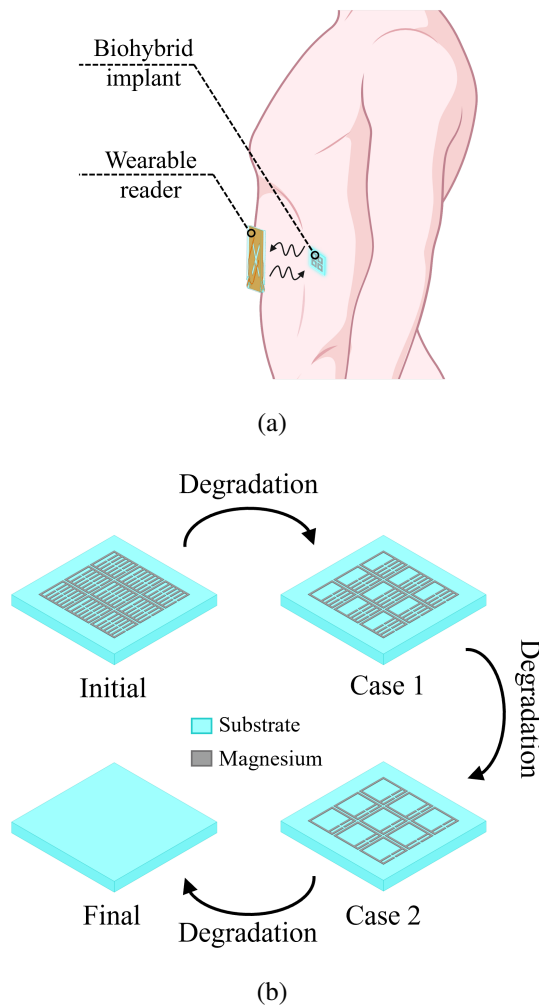 Biohybrid
implant
Wearable
reader
(a)
Degradation
Initial
Case 1
Degradation
Substrate
Magnesium
Final
Case 2
Degradation
(b)